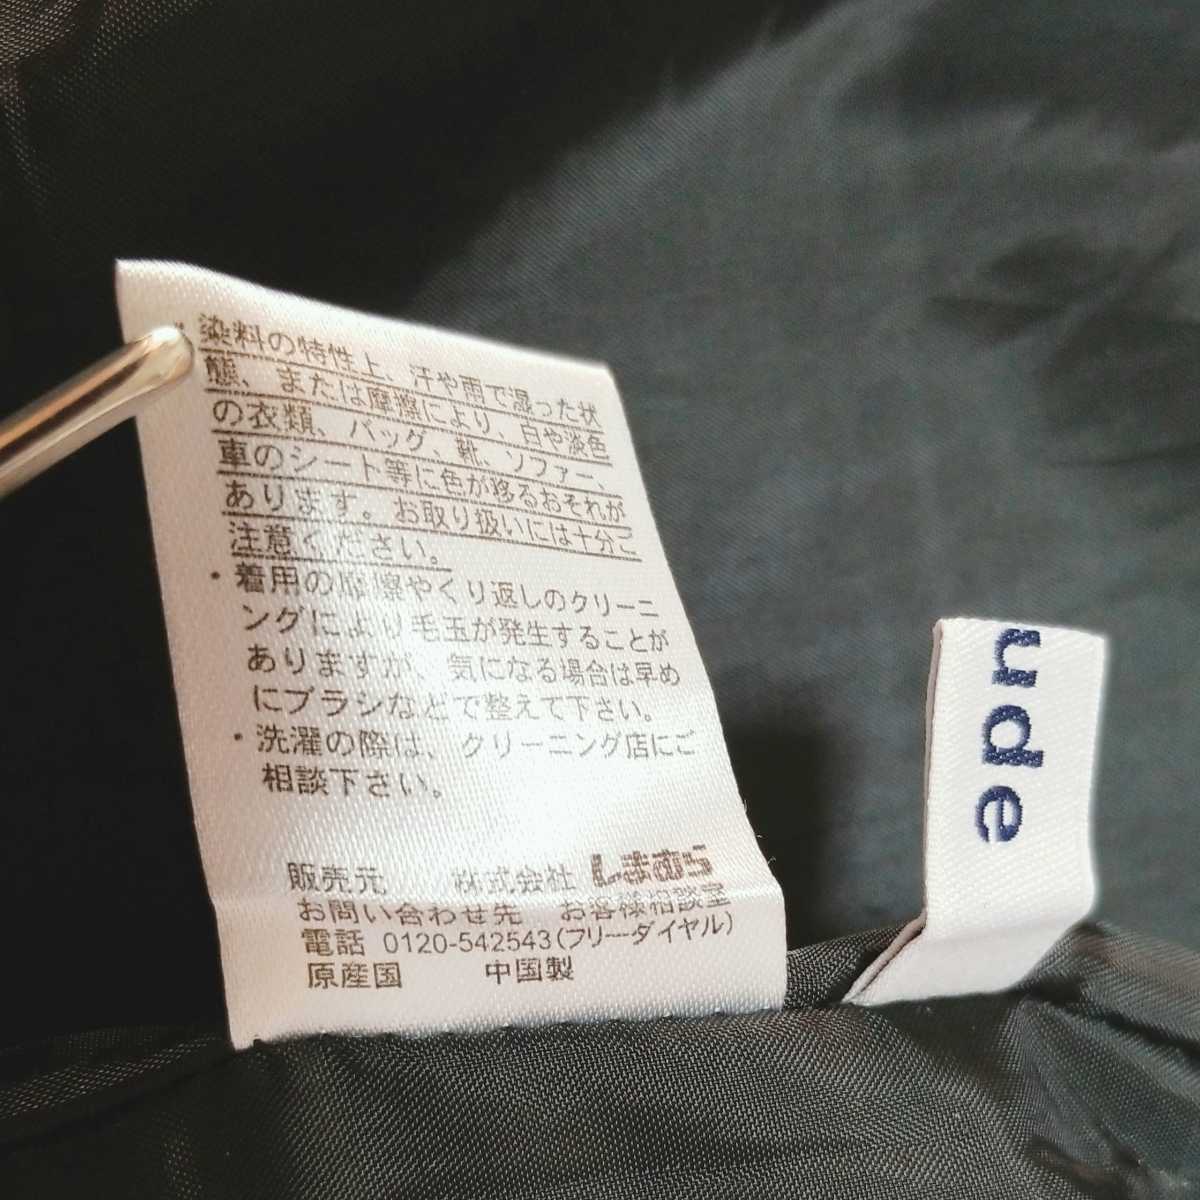 染料の特性上、汗や雨で湿った状
態、または摩擦により、白や淡色
の衣類、バッグ、靴、ソファー、
車のシート等に色が移るおそれが
あります。お取り扱いには十分ご
注意ください。
・着用の摩擦やくり返しのクリーニ
ングにより毛玉が発生することが
ありますが、気になる場合は早め
にブラシなどで整えて下さい。
・洗濯の際は、クリーニング店にご
相談下さい。
販売元 株式会社 しまむら
お問い合わせ先 お客様相談室
電話 0120-542543(フリーダイヤル)
原産国 中国製
ude